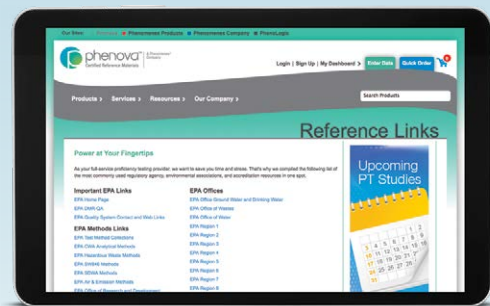 Our Sites: Phenova Phenomenex Products Phenomenex Company PhenoLogix
phenova™
Certified Reference Materials
A Phenomenex Company
Login | Sign Up | My Dashboard > Enter Data Quick Order
Products > Services > Resources > Our Company >
Search Products
Reference Links
Power at Your Fingertips
As your full-service proficiency testing provider, we want to save you time and stress. That's why we compiled the following list of
the most commonly used regulatory agency, environmental associations, and accreditation resources in one spot.
Important EPA Links
EPA Home Page
EPA DMR-QA
EPA Quality System Contact and Web Links
EPA Methods Links
EPA Test Method Collections
EPA CWA Analytical Methods
EPA Hazardous Waste Methods
EPA SW846 Methods
EPA SDWA Methods
EPA Air & Emission Methods
EPA Office of Research and Development
EPA Offices
EPA Office Ground Water and Drinking Water
EPA Office of Wastes
EPA Office of Water
EPA Region 1
EPA Region 2
EPA Region 3
EPA Region 4
EPA Region 5
EPA Region 6
EPA Region 7
EPA Region 8
Upcoming
PT Studies